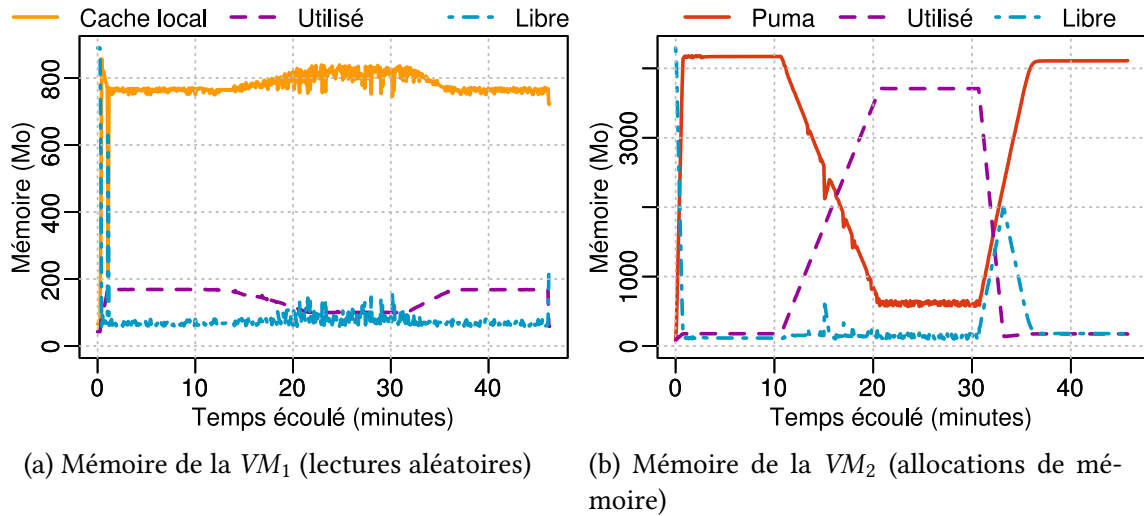 Cache local Utilisé Libre
Puma Utilisé Libre
Mémoire (Mo)
800
600
400
200
0
0 10 20 30 40
Temps écoulé (minutes)
Mémoire (Mo)
3000
1000
0
0 10 20 30 40
Temps écoulé (minutes)
(a) Mémoire de la VM₁ (lectures aléatoires)
(b) Mémoire de la VM₂ (allocations de mé-
moire)